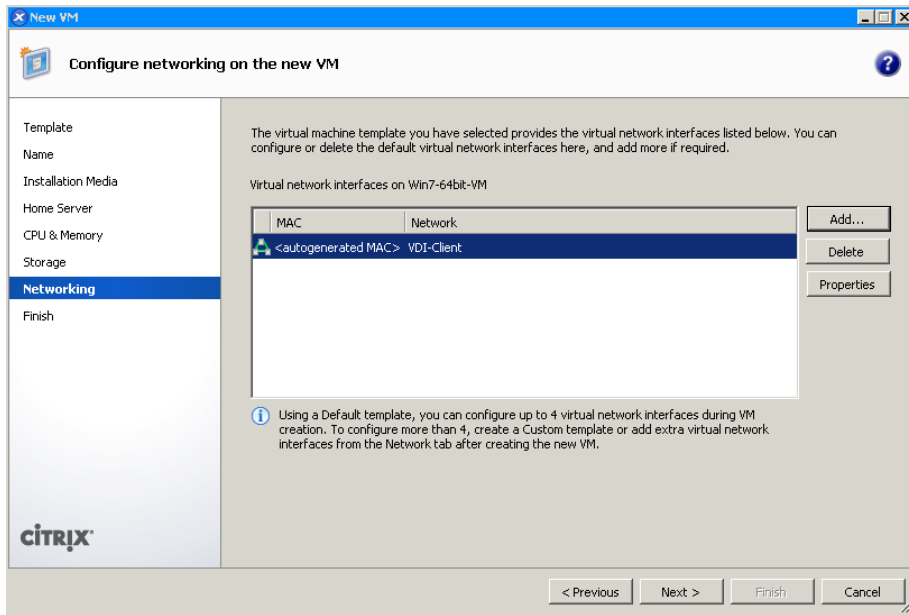 New VM
Configure networking on the new VM
?
Template
Name
Installation Media
Home Server
CPU & Memory
Storage
Networking
Finish
The virtual machine template you have selected provides the virtual network interfaces listed below. You can
configure or delete the default virtual network interfaces here, and add more if required.
Virtual network interfaces on Win7-64bit-VM
MAC Network
<autogenerated MAC> VDI-Client
Add...
Delete
Properties
Using a Default template, you can configure up to 4 virtual network interfaces during VM
creation. To configure more than 4, create a Custom template or add extra virtual network
interfaces from the Network tab after creating the new VM.
CİTRIX
< Previous Next > Finish Cancel